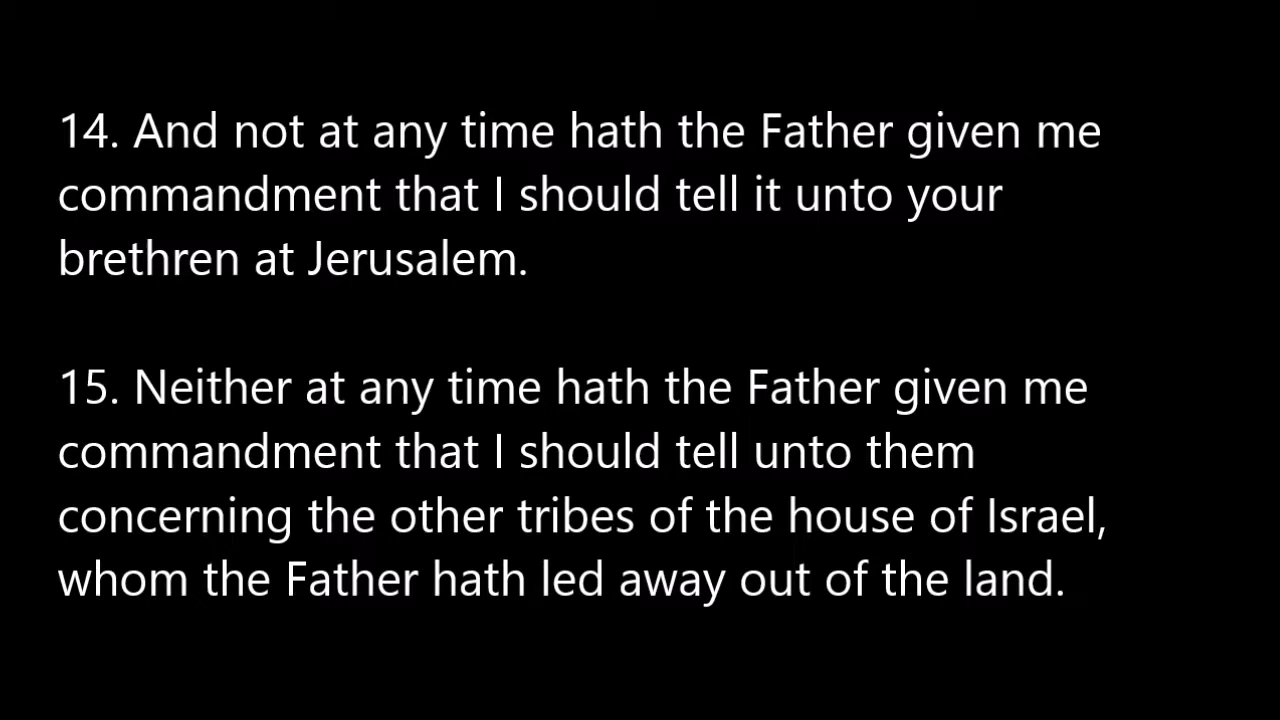 14. And not at any time hath the Father given me
commandment that I should tell it unto your
brethren at Jerusalem.
15. Neither at any time hath the Father given me
commandment that I should tell unto them
concerning the other tribes of the house of Israel,
whom the Father hath led away out of the land.